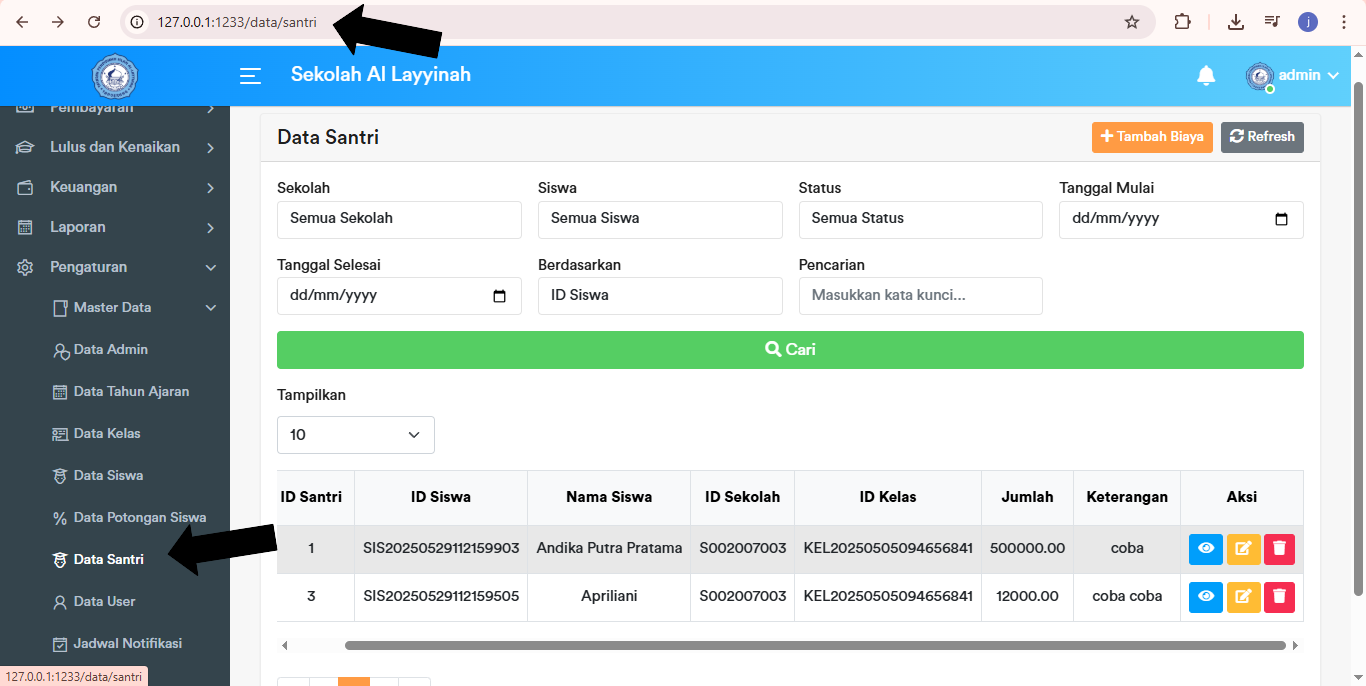 127.0.0.1:1233/data/santri
j
Sekolah Al Layyinah
admin
Pembayaran
Lulus dan Kenaikan
Keuangan
Laporan
Pengaturan
Master Data
Data Admin
Data Tahun Ajaran
Data Kelas
Data Siswa
Data Potongan Siswa
Data Santri
Data User
Jadwal Notifikasi
127.0.0.1:1233/data/santri
Data Santri
Tambah Biaya
Refresh
Sekolah Siswa Status Tanggal Mulai
Semua Sekolah Semua Siswa Semua Status dd/mm/yyyy
Tanggal Selesai Berdasarkan Pencarian
dd/mm/yyyy ID Siswa Masukkan kata kunci...
Cari
Tampilkan
10
ID Santri ID Siswa Nama Siswa ID Sekolah ID Kelas Jumlah Keterangan Aksi
1 SIS20250529112159903 Andika Putra Pratama S002007003 KEL20250505094656841 500000.00 coba
3 SIS20250529112159505 Apriliani S002007003 KEL20250505094656841 12000.00 coba coba